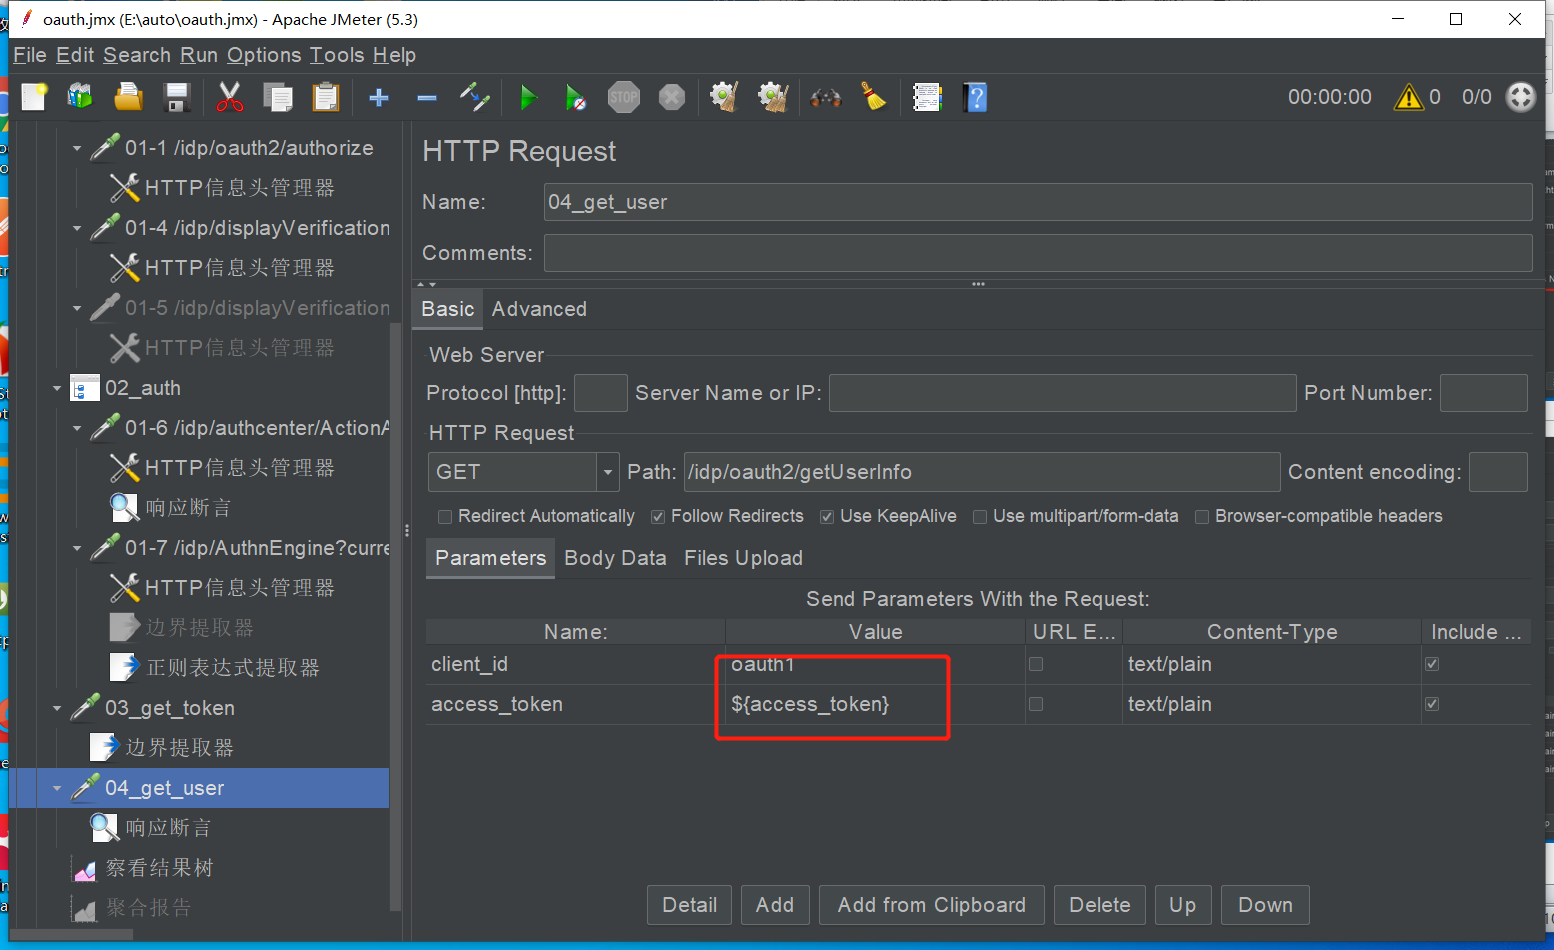 oauth.jmx (E:\auto\oauth.jmx) - Apache JMeter (5.3)
File Edit Search Run Options Tools Help
STOP
00:00:00 0 0/0
01-1 /idp/oauth2/authorize
HTTP信息头管理器
01-4 /idp/displayVerification
HTTP信息头管理器
01-5 /idp/displayVerification
HTTP信息头管理器
02_auth
01-6 /idp/authcenter/ActionA
HTTP信息头管理器
响应断言
01-7 /idp/AuthnEngine?curre
HTTP信息头管理器
边界提取器
正则表达式提取器
03_get_token
边界提取器
04_get_user
响应断言
察看结果树
聚合报告
HTTP Request
Name: 04_get_user
Comments:
Basic Advanced
Web Server
Protocol [http]: Server Name or IP: Port Number:
HTTP Request
GET Path: /idp/oauth2/getUserInfo Content encoding:
Redirect Automatically Follow Redirects Use KeepAlive Use multipart/form-data Browser-compatible headers
Parameters Body Data Files Upload
Send Parameters With the Request:
Name: Value URL E... Content-Type Include ...
client_id oauth1 text/plain
access_token ${access_token} text/plain
Detail Add Add from Clipboard Delete Up Down